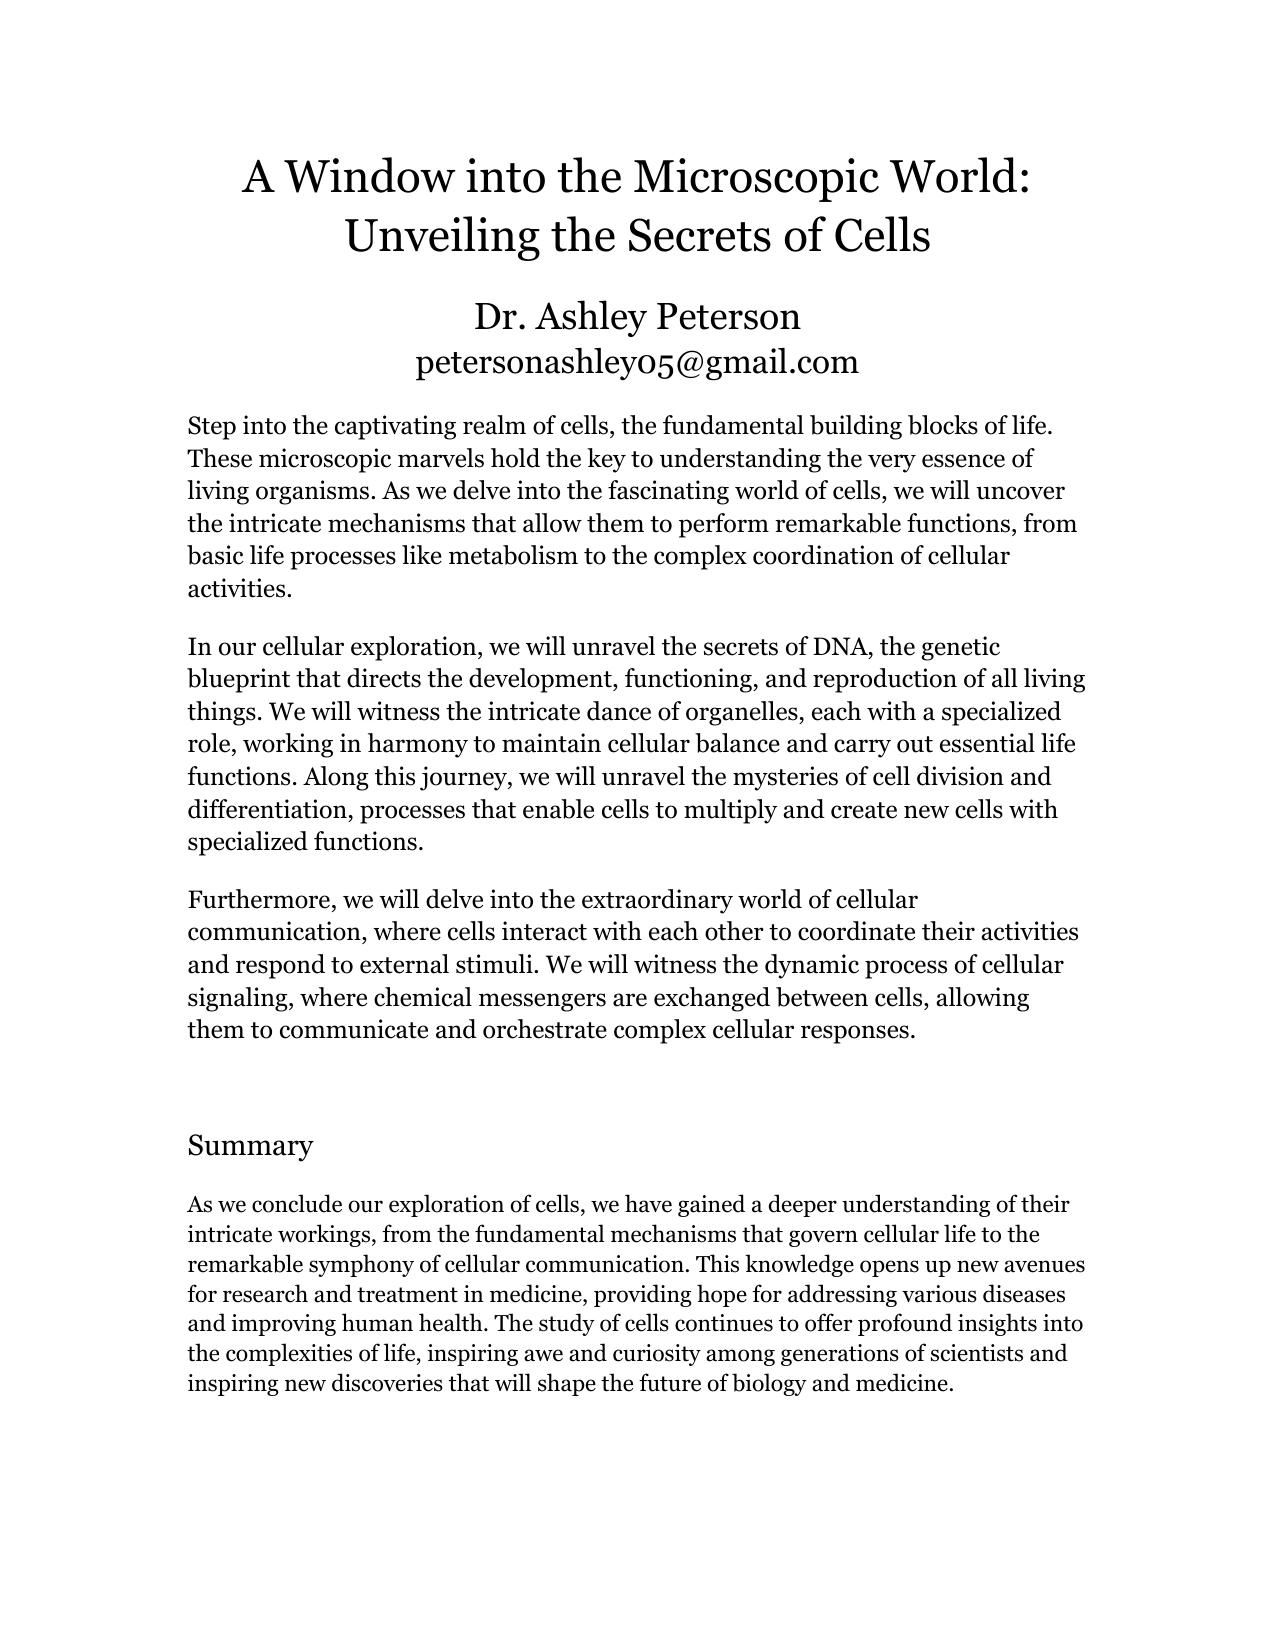 A Window into the Microscopic World:
Unveiling the Secrets of Cells
Dr. Ashley Peterson
petersonashley05@gmail.com
Step into the captivating realm of cells, the fundamental building blocks of life.
These microscopic marvels hold the key to understanding the very essence of
living organisms. As we delve into the fascinating world of cells, we will uncover
the intricate mechanisms that allow them to perform remarkable functions, from
basic life processes like metabolism to the complex coordination of cellular
activities.
In our cellular exploration, we will unravel the secrets of DNA, the genetic
blueprint that directs the development, functioning, and reproduction of all living
things. We will witness the intricate dance of organelles, each with a specialized
role, working in harmony to maintain cellular balance and carry out essential life
functions. Along this journey, we will unravel the mysteries of cell division and
differentiation, processes that enable cells to multiply and create new cells with
specialized functions.
Furthermore, we will delve into the extraordinary world of cellular
communication, where cells interact with each other to coordinate their activities
and respond to external stimuli. We will witness the dynamic process of cellular
signaling, where chemical messengers are exchanged between cells, allowing
them to communicate and orchestrate complex cellular responses.
Summary
As we conclude our exploration of cells, we have gained a deeper understanding of their
intricate workings, from the fundamental mechanisms that govern cellular life to the
remarkable symphony of cellular communication. This knowledge opens up new avenues
for research and treatment in medicine, providing hope for addressing various diseases
and improving human health. The study of cells continues to offer profound insights into
the complexities of life, inspiring awe and curiosity among generations of scientists and
inspiring new discoveries that will shape the future of biology and medicine.